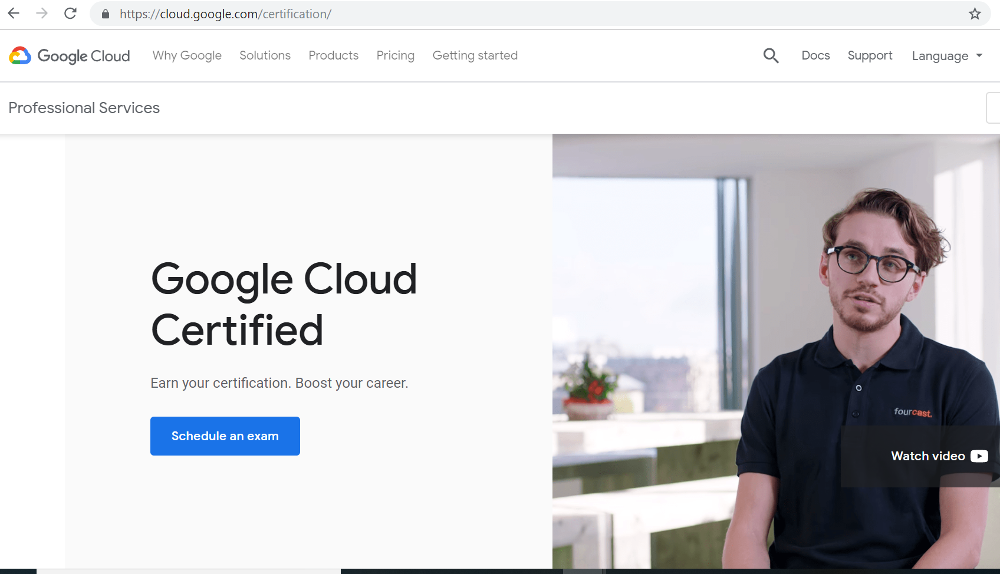 https://cloud.google.com/certification/
Google Cloud Why Google Solutions Products Pricing Getting started Docs Support Language
Professional Services
Google Cloud
Certified
Earn your certification. Boost your career.
Schedule an exam
fourcast.
Watch video